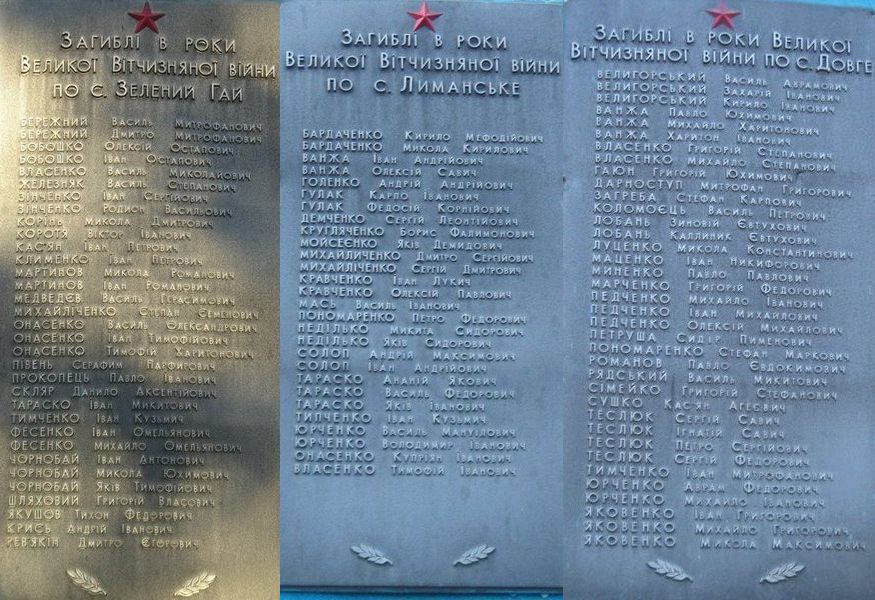 Загиблі в роки
Великої Вітчизняної війни
по с. Зелений Гай
Бережний Василь Митрофанович
Бережний Дмитро Митрофанович
Бобошко Олексій Остапович
Бобошко Іван Остапович
Власенко Василь Миколайович
Железняк Василь Степанович
Зінченко Іван Сергійович
Зінченко Родион Васильович
Корінь Микола Дмитрович
Коротя Віктор Іванович
Кас'ян Іван Петрович
Клименко Іван Петрович
Мартинов Микола Романович
Мартинов Іван Романович
Медведєв Василь Герасимович
Михайліченко Степан Єеменович
Онасенко Василь Олександрович
Онасенко Іван Тимофійович
Онасенко Тимофій Харитонович
Півень Серафим Нарфирович
Прокопець Павло Іванович
Скляр Данило Аксентійович
Тараско Іван Микитович
Тимченко Іван Кузьмич
Фесенко Іван Омельянович
Фесенко Михайло Омельянович
Чорнобай Іван Антонович
Чорнобай Микола Юхимович
Чорнобай Яків Тимофійович
Шляховий Григорій Власович
Якушов Тихон Федорович
Крись Андрій Іванович
Рев'якін Дмитро Єгорович
Загиблі в роки
Великої Вітчизняної війни
по с. Лиманське
Бардаченко Кирило Мефодійович
Бардаченко Микола Кирилович
Ванжа Іван Андрійович
Ванжа Олексій Савич
Голенко Андрій Андрійович
Гулак Карпо Іванович
Гулак Федосій Корнійович
Демченко Сергій Леонтійович
Кругляченко Борис Фалимонович
Мойсеєнко Яків Демидович
Михайличенко Дмитро Сергійович
Михайліченко Сергій Дмитрович
Кравченко Іван Лукич
Кравченко Олексій Павлович
Мась Василь Іванович
Пономаренко Петро Федорович
Неділько Микита Сидорович
Неділько Яків Сидорович
Солоп Андрій Максимович
Солоп Іван Андрійович
Тараско Ананій Якович
Тараско Василь Федорович
Тараско Яків Іванович
Типченко Іван Кузьмич
Юрченко Василь Мануілович
Юрченко Володимир Іванович
Онасенко Купріян Іванович
Власенко Тимофій Іванович
Загиблі в роки Великої
Вітчизняної війни по с. Довге
Велигорський Василь Аврамович
Велигорський Захарій Іванович
Велигорський Кирило Іванович
Ванжа Павло Юхимович
Ванжа Михайло Харитонович
Ванжа Харитон Іванович
Власенко Григорій Степанович
Власенко Михайло Степанович
Гаюн Григорій Юхимович
Дарноступ Митрофан Григорович
Загреба Стефан Карпович
Коломоєць Василь Петрович
Лобань Зиновій Євтухович
Лобань Каллиник Євтухович
Луценко Микола Константинович
Маценко Іван Никифорович
Миненко Павло Павлович
Марченко Григорій Федорович
Педченко Михайло Іванович
Педченко Іван Михайлович
Педченко Олексій Михайлович
Петруша Сидір Пименович
Пономаренко Стефан Маркович
Романов Павло Євдокимович
Рядський Василь Микитович
Сімейко Григорій Стефанович
Сушко Кас'ян Агеєвич
Теслюк Сергій Савич
Теслюк Ігнатій Савич
Теслюк Петро Сергійович
Теслюк Сергій Федорович
Тимченко Іван Митрофанович
Юрченко Аврам Федорович
Юрченко Михайло Іванович
Яковенко Іван Григорович
Яковенко Михайло Григорович
Яковенко Микола Максимович